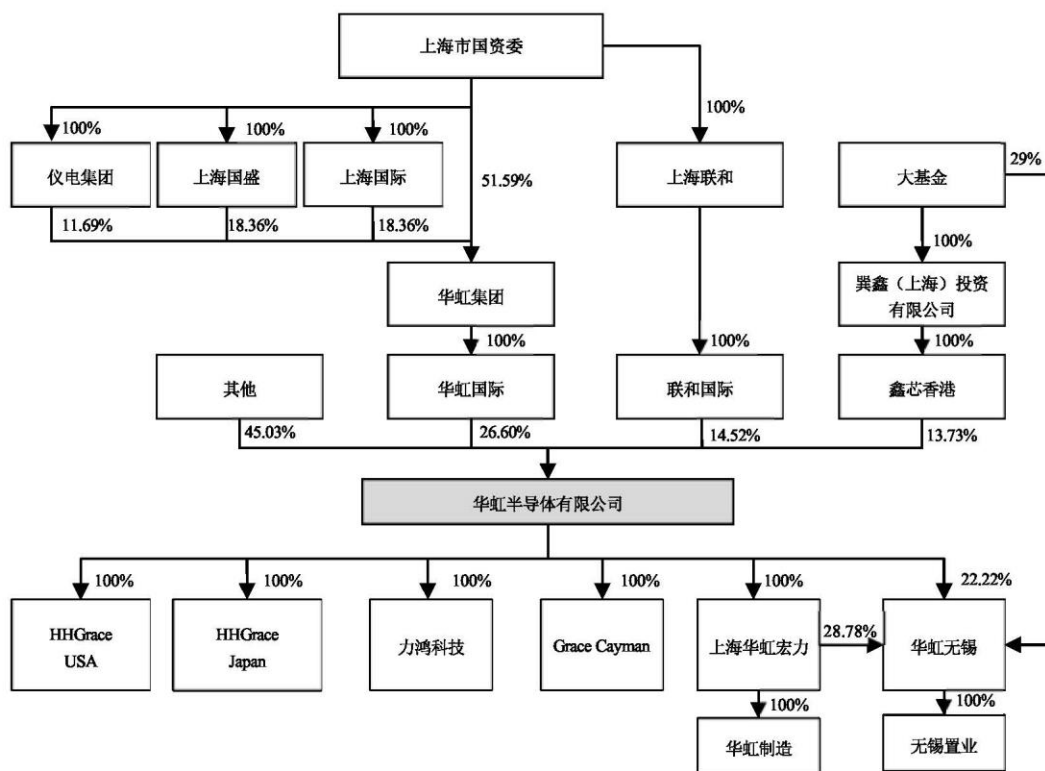 上海市国资委
100%
100%
100%
100%
29%
仪电集团
上海国盛
上海国际
51.59%
上海联和
大基金
11.69%
18.36%
18.36%
100%
华虹集团
巽鑫（上海）投资
有限公司
100%
100%
100%
其他
华虹国际
联和国际
鑫芯香港
45.03%
26.60%
14.52%
13.73%
华虹半导体有限公司
100%
100%
100%
100%
100%
22.22%
HHGrace
USA
HHGrace
Japan
力鸿科技
Grace Cayman
上海华虹宏力
28.78%
华虹无锡
100%
100%
华虹制造
无锡置业